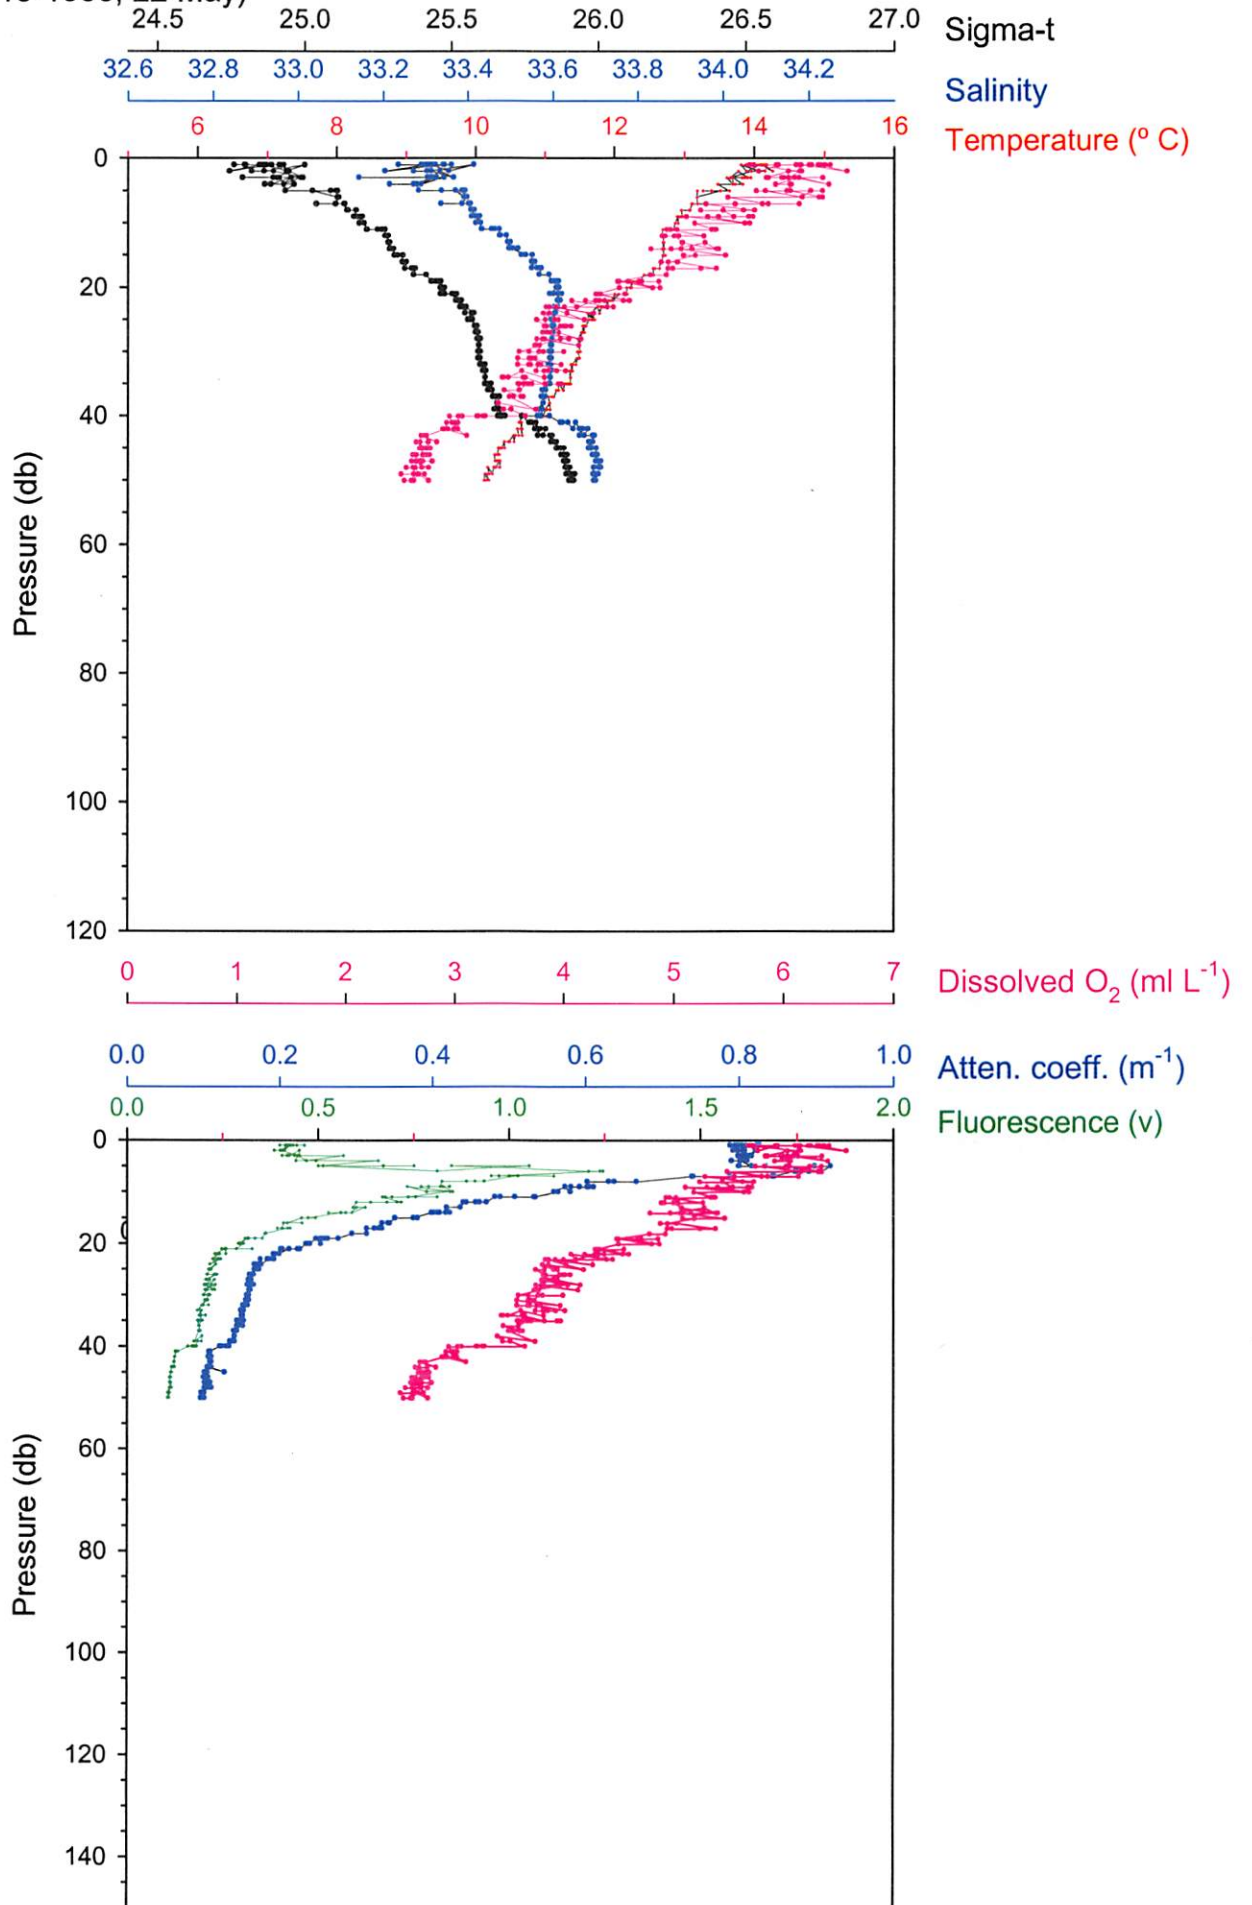 24.5 25.0 25.5 26.0 26.5 27.0 Sigma-t
32.6 32.8 33.0 33.2 33.4 33.6 33.8 34.0 34.2 Salinity
6 8 10 12 14 16 Temperature (º C)
0
20
40
60
80
100
120
Pressure (db)
0 1 2 3 4 5 6 7 Dissolved O2 (ml L-1)
0.0 0.2 0.4 0.6 0.8 1.0 Atten. coeff. (m-1)
0.0 0.5 1.0 1.5 2.0 Fluorescence (v)
0
20
40
60
80
100
120
140
Pressure (db)